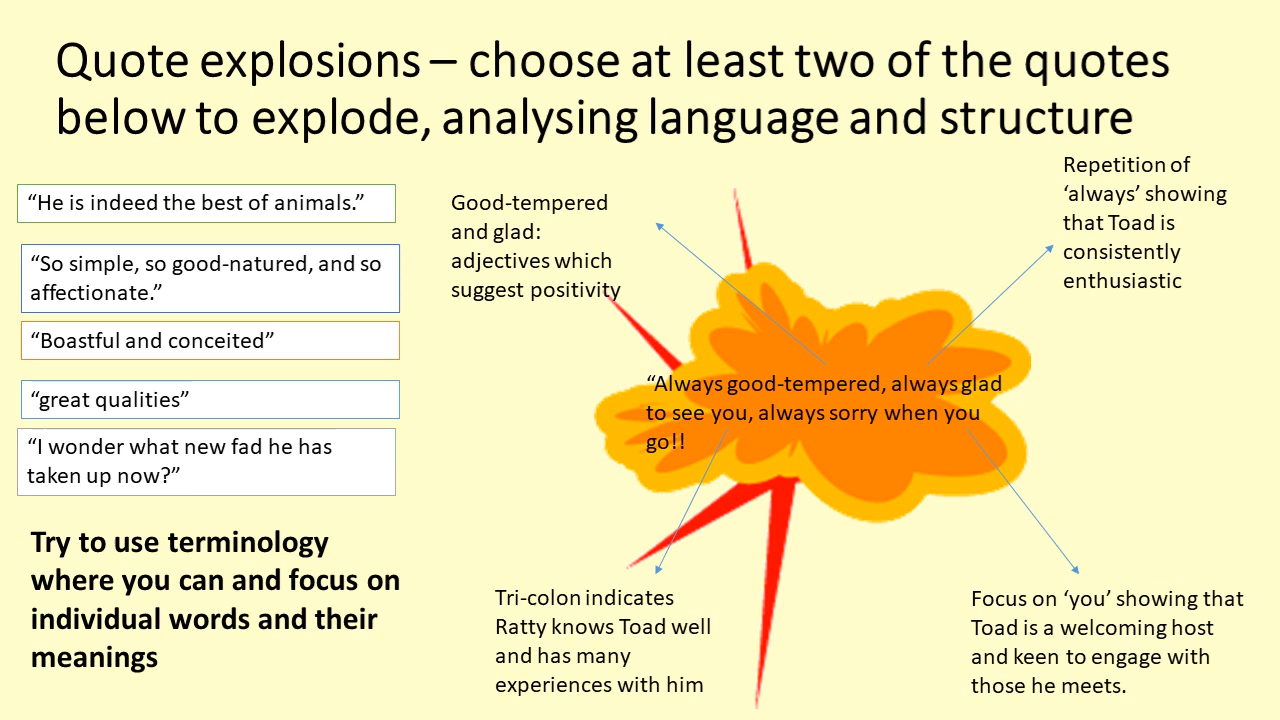 Quote explosions – choose at least two of the quotes
below to explode, analysing language and structure
“He is indeed the best of animals.”
“So simple, so good-natured, and so
affectionate.”
“Boastful and conceited”
“great qualities”
“I wonder what new fad he has
taken up now?”
Try to use terminology
where you can and focus on
individual words and their
meanings
Good-tempered
and glad:
adjectives which
suggest positivity
Repetition of
‘always’ showing
that Toad is
consistently
enthusiastic
“Always good-tempered, always glad
to see you, always sorry when you
go!!
Tri-colon indicates
Ratty knows Toad well
and has many
experiences with him
Focus on ‘you’ showing that
Toad is a welcoming host
and keen to engage with
those he meets.